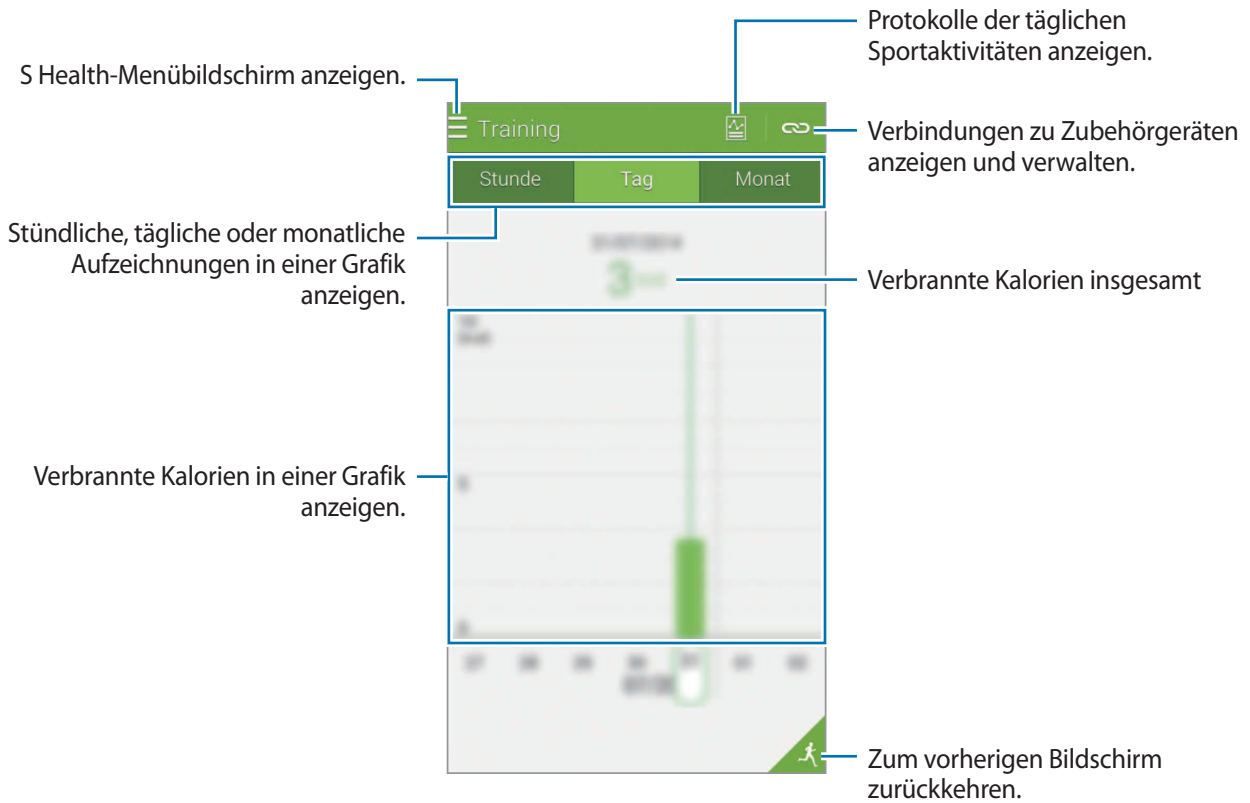 Protokolle der täglichen
Sportaktivitäten anzeigen.
S Health-Menübildschirm anzeigen.
Training
Verbindungen zu Zubehörgeräten
anzeigen und verwalten.
Stunde Tag Monat
Stündliche, tägliche oder monatliche
Aufzeichnungen in einer Grafik
anzeigen.
3
Verbrannte Kalorien insgesamt
Verbrannte Kalorien in einer Grafik
anzeigen.
Zum vorherigen Bildschirm
zurückkehren.